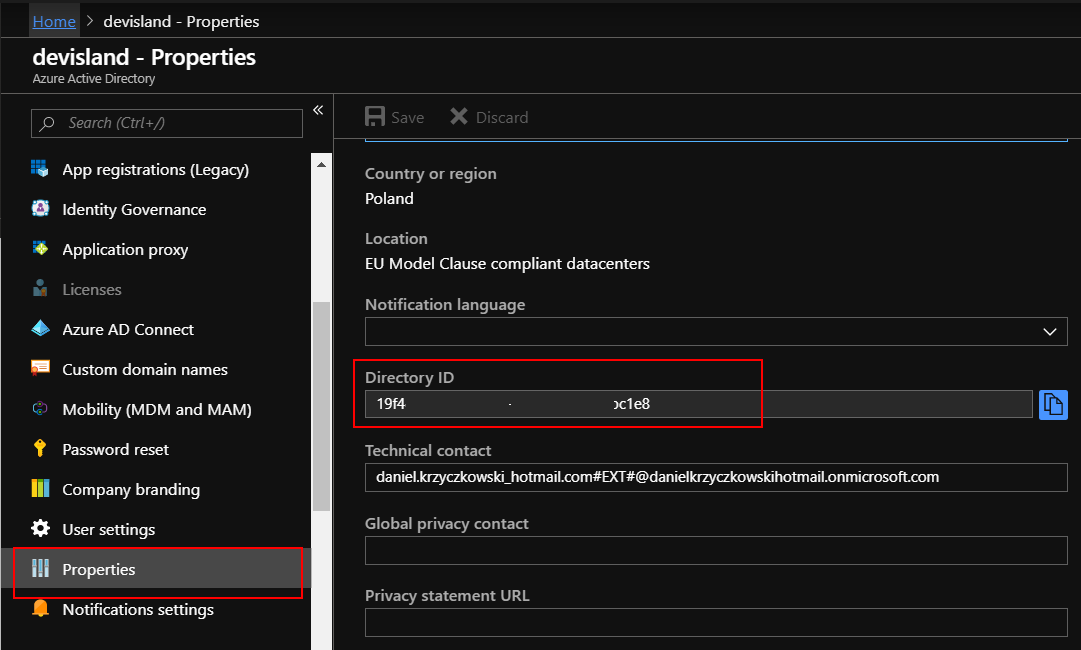 Home > devisland - Properties
devisland - Properties
Azure Active Directory
Search (Ctrl+/)
«
App registrations (Legacy)
Identity Governance
Application proxy
Licenses
Azure AD Connect
Custom domain names
Mobility (MDM and MAM)
Password reset
Company branding
User settings
Properties
Notifications settings
Save Discard
Country or region
Poland
Location
EU Model Clause compliant datacenters
Notification language
Directory ID
19f4 - c1e8
Technical contact
daniel.krzyczkowski_hotmail.com#EXT#@danielkrzyczkowskihotmail.onmicrosoft.com
Global privacy contact
Privacy statement URL